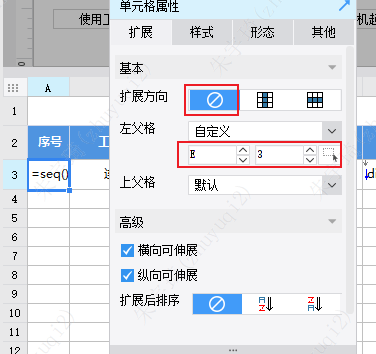 使用工
单元格属性
机起
扩展
样式
形态
其他
基本
扩展方向
左父格
自定义
E
3
上父格
默认
高级
横向可伸展
纵向可伸展
扩展后排序
A
1
2
序号
工
3
=seq()
4
5
6
7
8
9
10
11
12